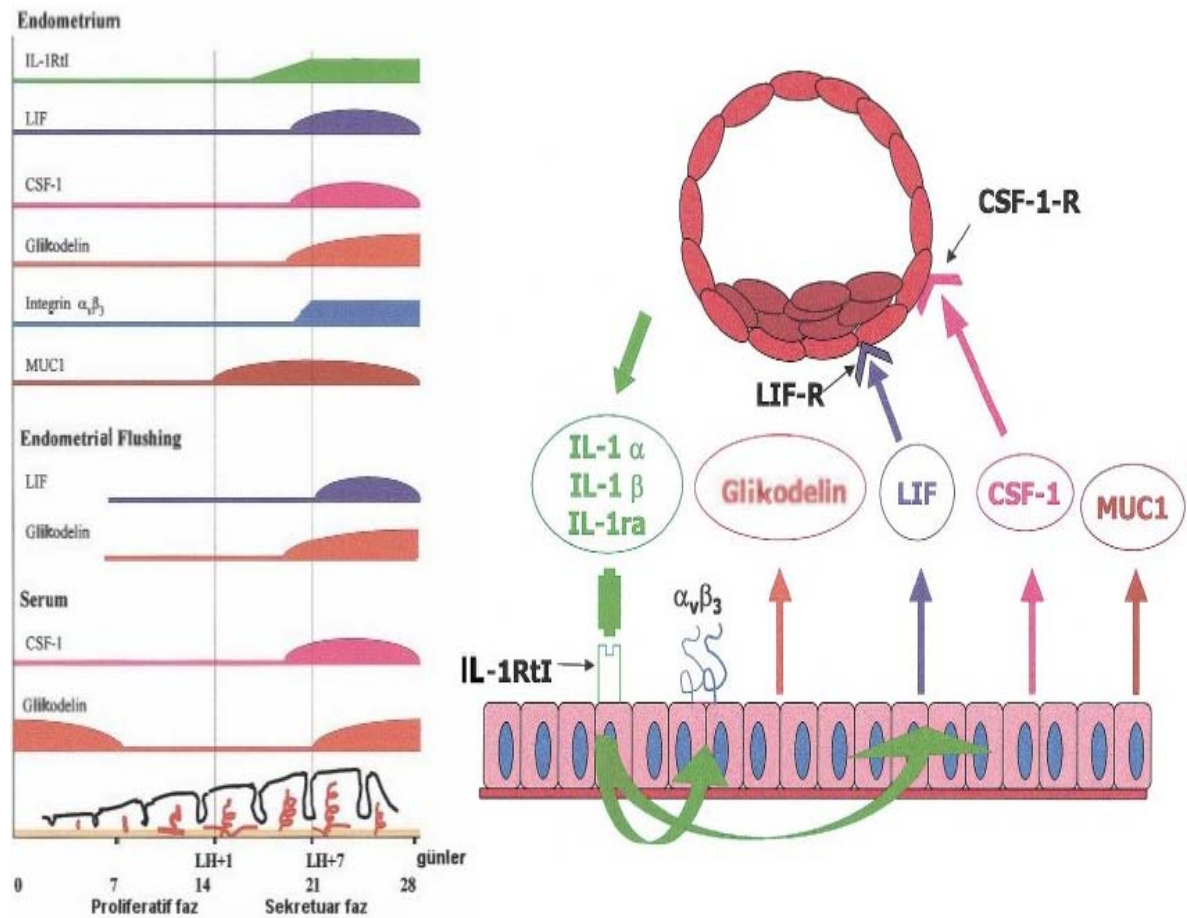 Endometrium
IL-1RtI
LIF
CSF-1
Glikodelin
Integrin αvβ3
MUC1
Endometrial Flushing
LIF
Glikodelin
Serum
CSF-1
Glikodelin
LH+1 LH+7 günler
0 7 14 21 28
Proliferatif faz Sekretuar faz
CSF-1-R
LIF-R
IL-1 α
IL-1 β
IL-1ra
Glikodelin
LIF
CSF-1
MUC1
αvβ3
IL-1RtI